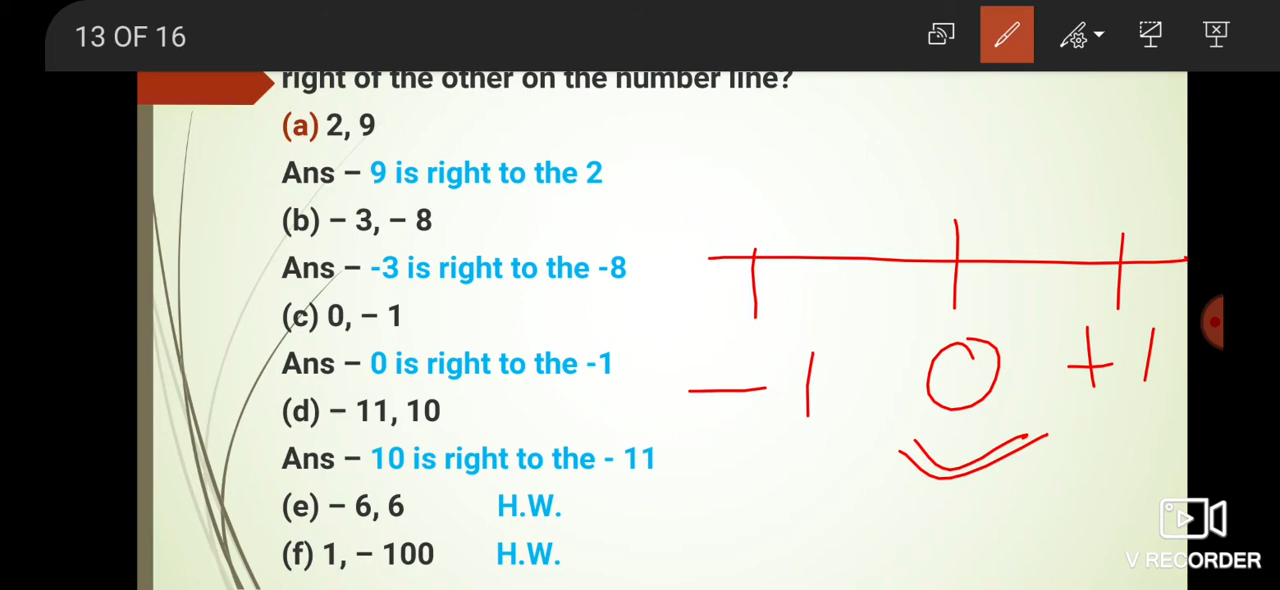 13 OF 16
right of the other on the number line?
(a) 2, 9
Ans – 9 is right to the 2
(b) – 3, – 8
Ans – -3 is right to the -8
(c) 0, – 1
Ans – 0 is right to the -1
(d) – 11, 10
Ans – 10 is right to the - 11
(e) – 6, 6 H.W.
(f) 1, – 100 H.W.
– 1 0 +1
V RECORDER